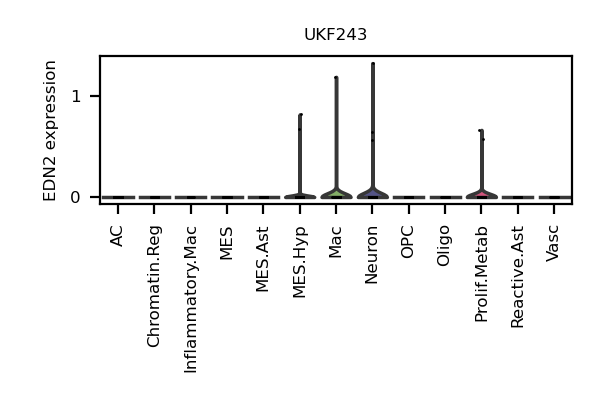 UKF243
EDN2 expression
1
0
AC
Chromatin.Reg
Inflammatory.Mac
MES
MES.Ast
MES.Hyp
Mac
Neuron
OPC
Oligo
Prolif.Metab
Reactive.Ast
Vasc